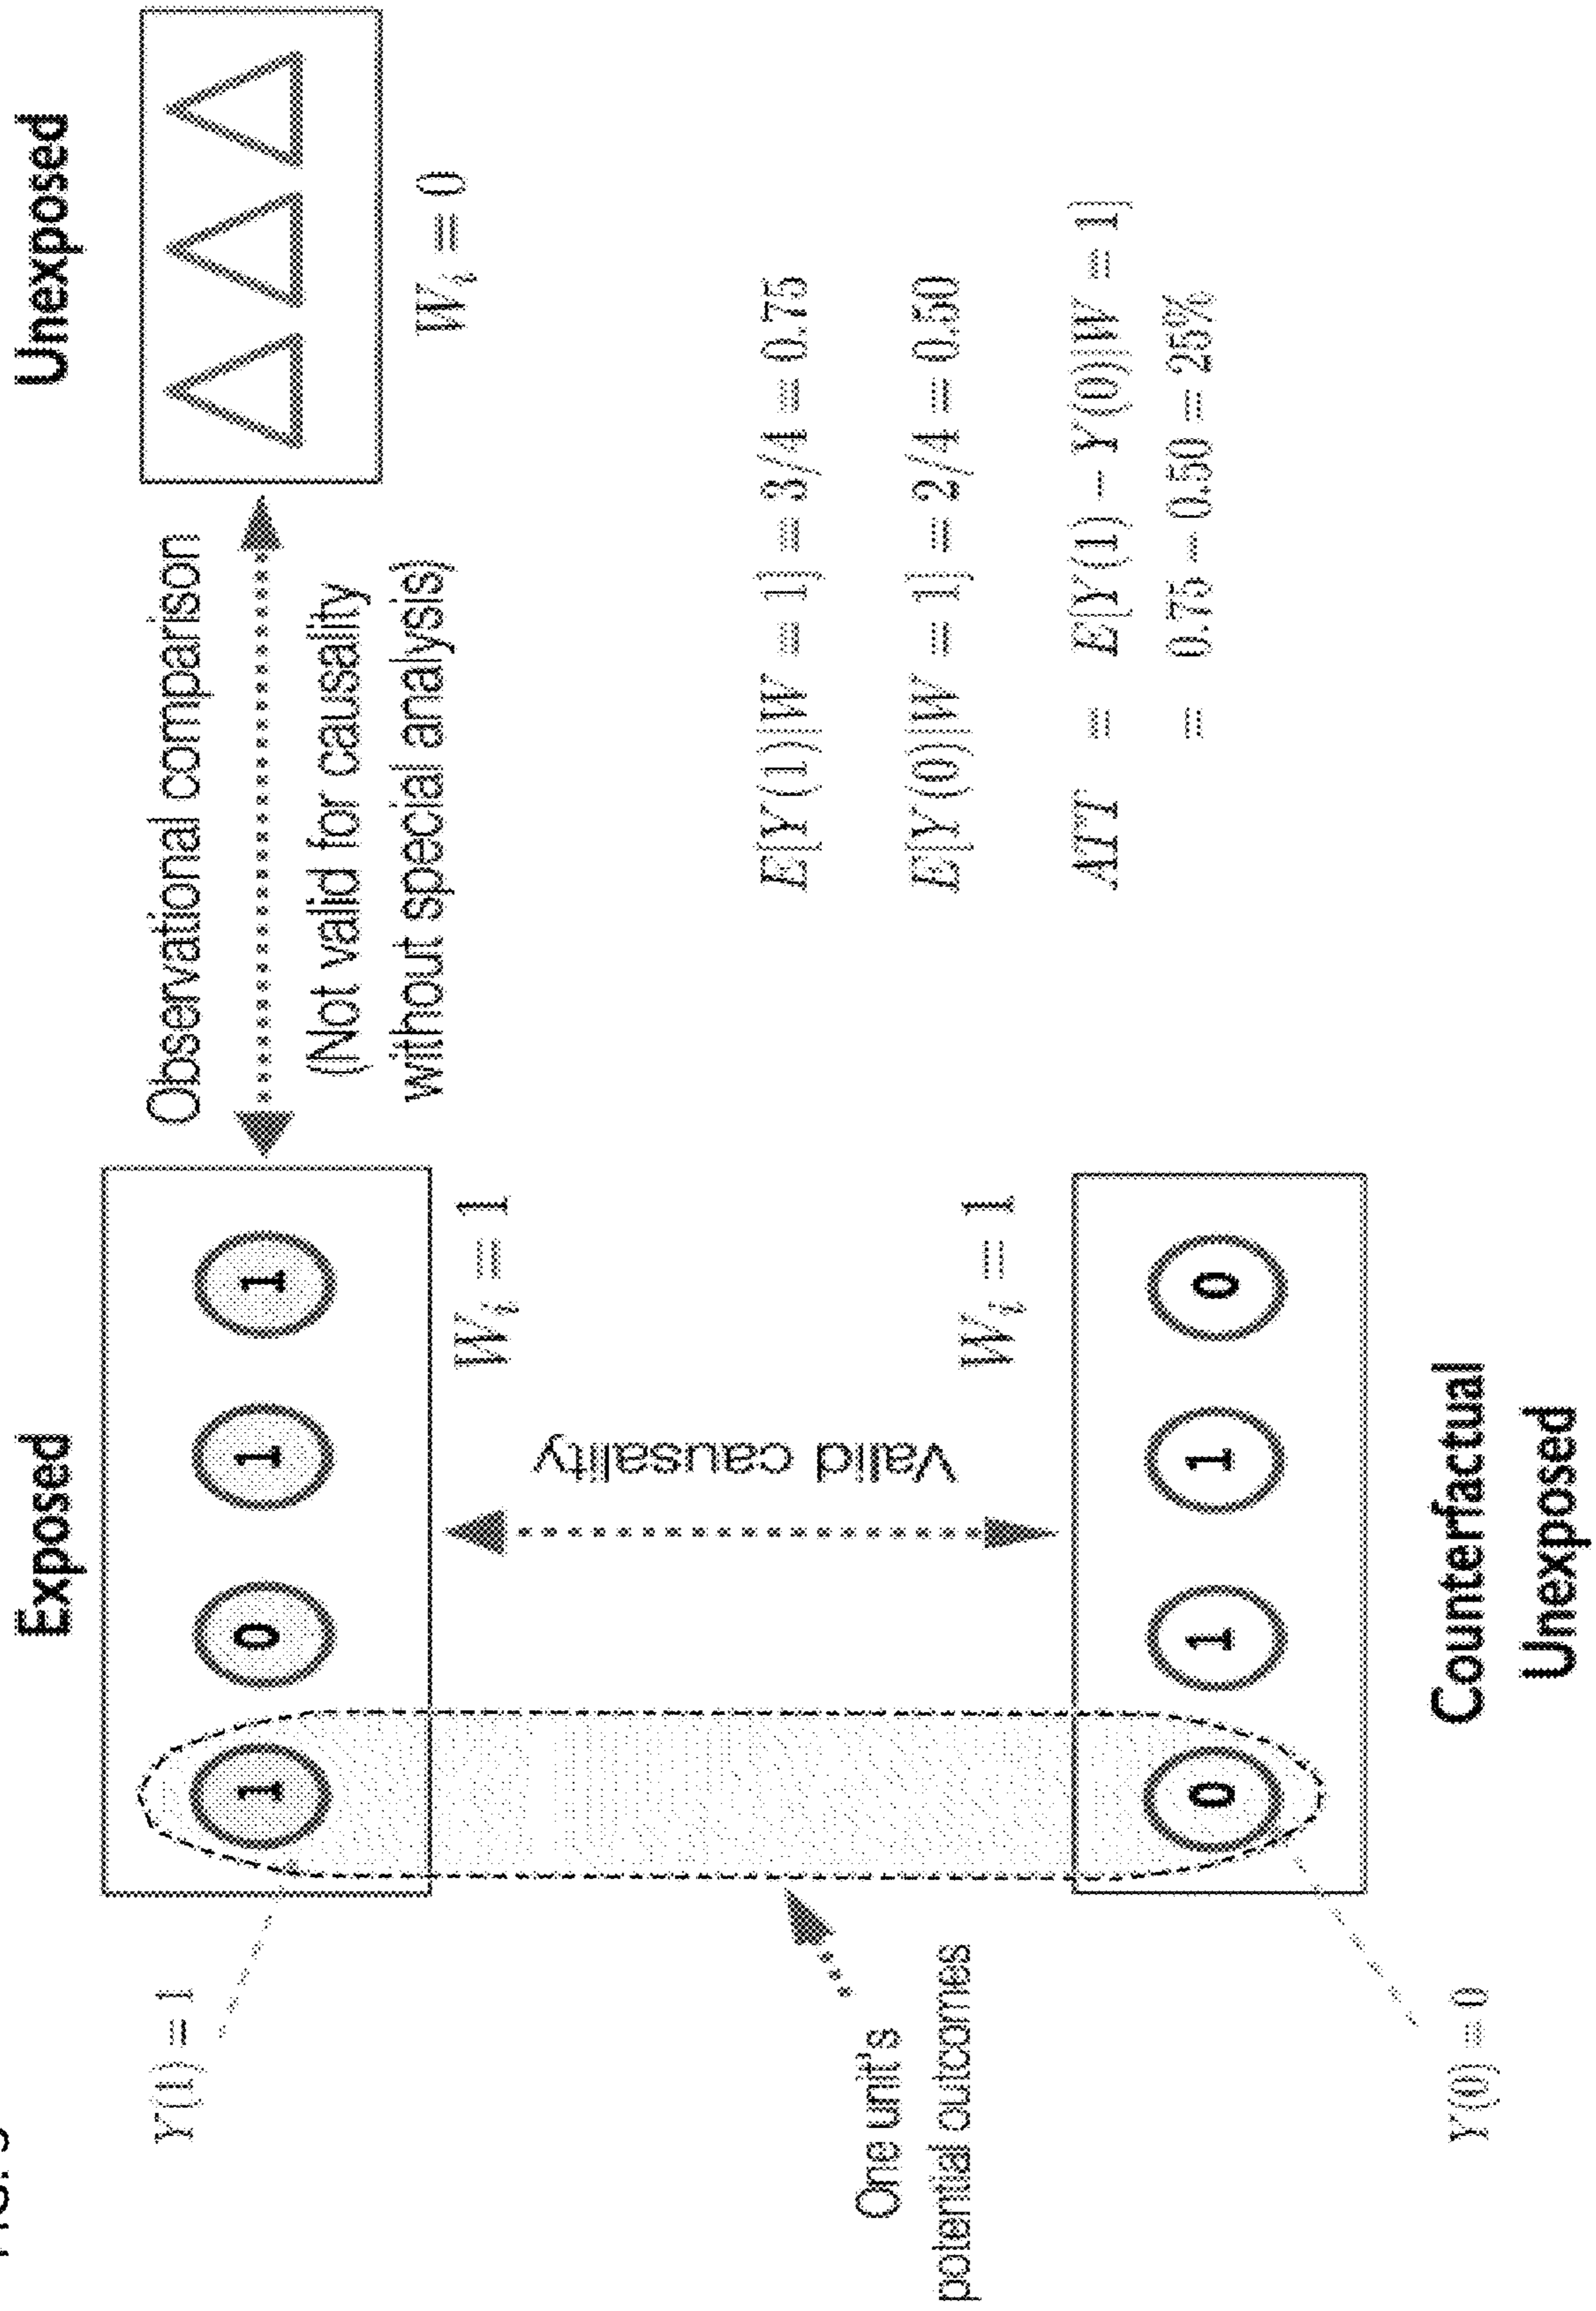 Exposed
Unexposed
Y(1) = 1
1
0
1
1
Observational comparison
(Not valid for causality
without special analysis)
W_i = 1
W_i = 0
Valid causality
One unit's
potential outcomes
E[Y(1)|W = 1] = 3/4 = 0.75
E[Y(0)|W = 1] = 2/4 = 0.50
ATT = E[Y(1) − Y(0)|W = 1]
= 0.75 − 0.50 = 25%
W_i = 1
0
1
1
0
Y(0) = 0
Counterfactual
Unexposed